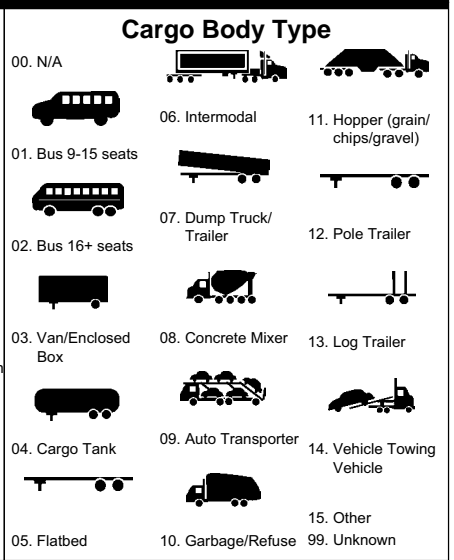 Cargo Body Type
00. N/A
01. Bus 9-15 seats
02. Bus 16+ seats
03. Van/Enclosed
Box
04. Cargo Tank
05. Flatbed
06. Intermodal
07. Dump Truck/
Trailer
08. Concrete Mixer
09. Auto Transporter
10. Garbage/Refuse
11. Hopper (grain/
chips/gravel)
12. Pole Trailer
13. Log Trailer
14. Vehicle Towing
Vehicle
15. Other
99. Unknown